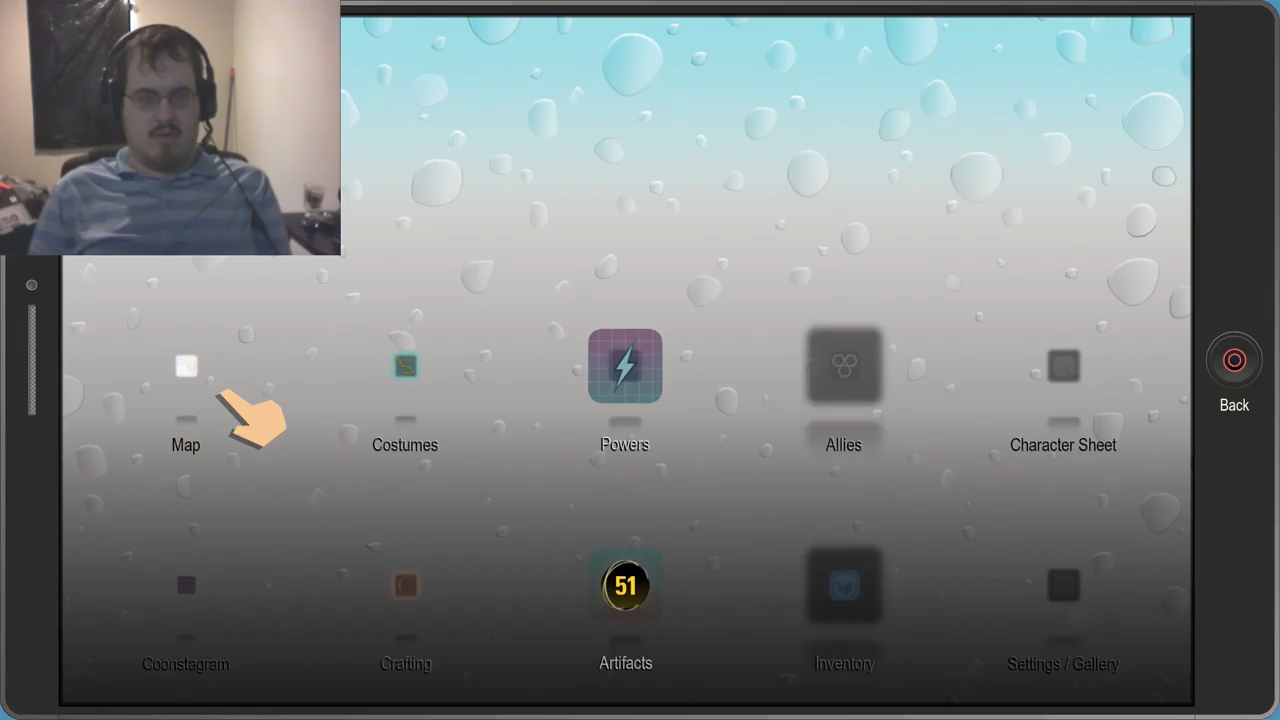 Back
Map
Costumes
Powers
Allies
Character Sheet
51
Coonstagram
Crafting
Artifacts
Inventory
Settings / Gallery